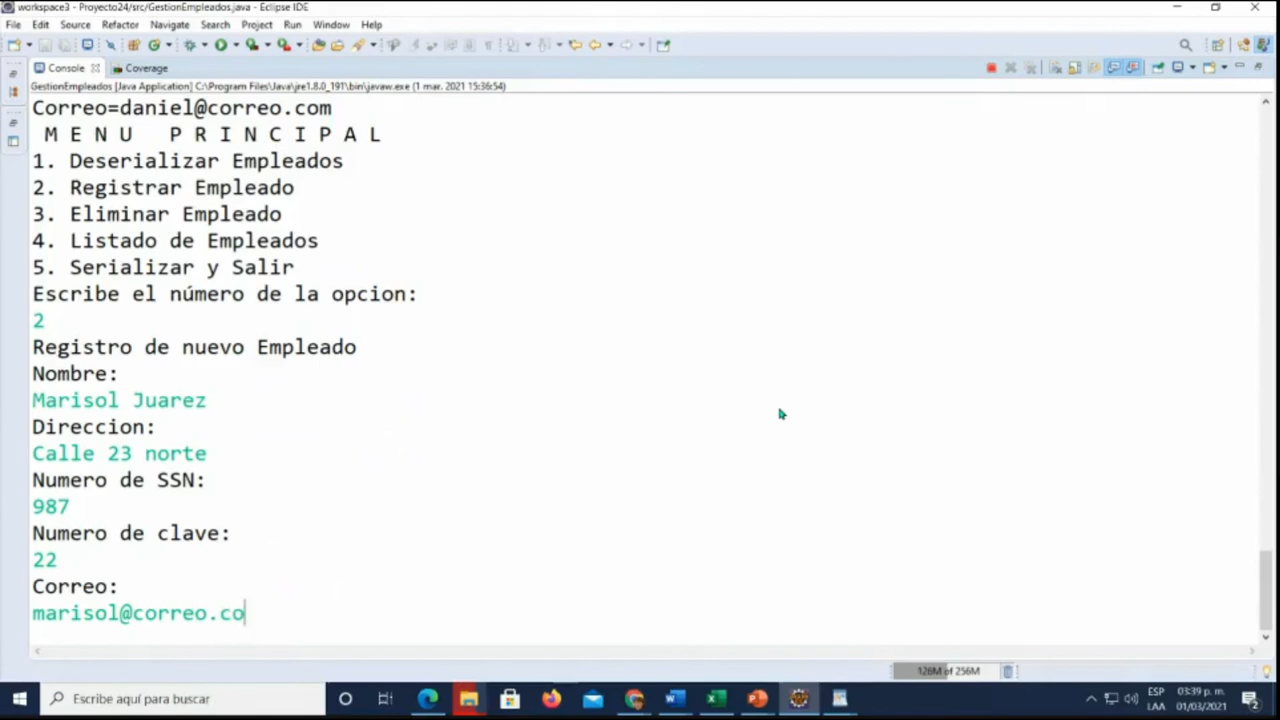 workspace3 - Proyecto24/src/GestionEmpleados.java - Eclipse IDE
File Edit Source Refactor Navigate Search Project Run Window Help
Console Coverage
GestionEmpleados [Java Application] C:\Program Files\Java\jre1.8.0_191\bin\javaw.exe (1 mar. 2021 15:36:54)
Correo=daniel@correo.com
M E N U   P R I N C I P A L
1. Deserializar Empleados
2. Registrar Empleado
3. Eliminar Empleado
4. Listado de Empleados
5. Serializar y Salir
Escribe el número de la opcion:
2
Registro de nuevo Empleado
Nombre:
Marisol Juarez
Direccion:
Calle 23 norte
Numero de SSN:
987
Numero de clave:
22
Correo:
marisol@correo.co
126M of 256M
Escribe aquí para buscar
ESP 03:39 p. m.
LAA 01/03/2021
2